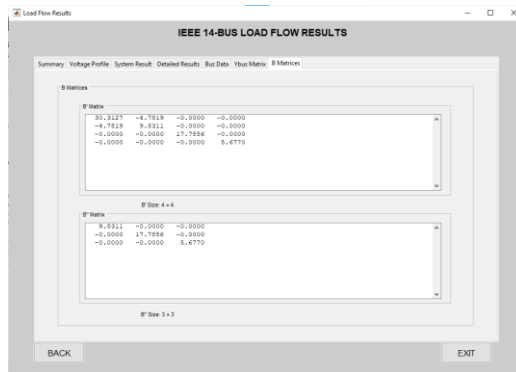 Load Flow Results
IEEE 14-BUS LOAD FLOW RESULTS
Summary Voltage Profile System Result Detailed Results Bus Data Ybus Matrix B Matrices
B Matrices
B' Matrix
30.3127 -4.7819 -0.0000 -0.0000
-4.7819 9.8311 -0.0000 -0.0000
-0.0000 -0.0000 17.7856 -0.0000
-0.0000 -0.0000 -0.0000 5.6770
B' Size: 4 × 4
B" Matrix
9.8311 -0.0000 -0.0000
-0.0000 17.7856 -0.0000
-0.0000 -0.0000 5.6770
B" Size: 3 × 3
BACK EXIT